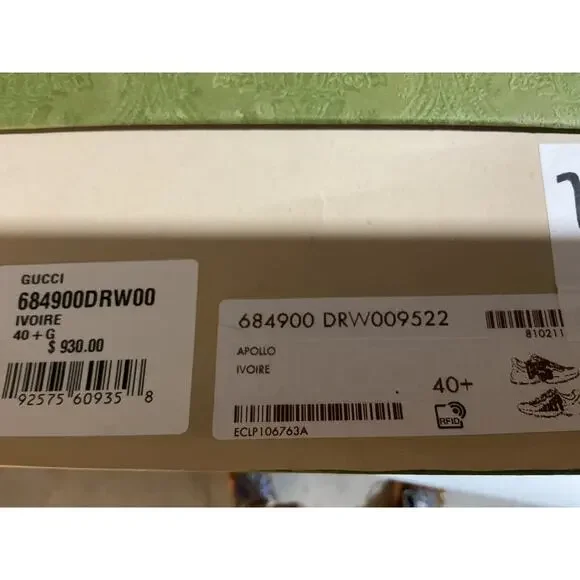 GUCCI
684900DRW00
IVOIRE
40+G
$ 930.00
92575 60935 8
684900 DRW009522
810211
APOLLO
IVOIRE
40+
RFID
ECLP106763A